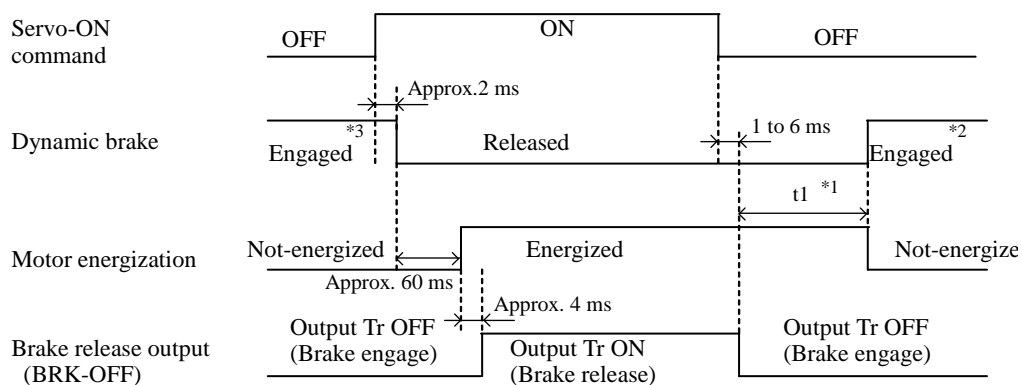 Servo-ON
command
OFF
ON
OFF
Approx.2 ms
Dynamic brake
Engaged *3
Released
1 to 6 ms
Engaged *2
t1 *1
Motor energization
Not-energized
Energized
Not-energize
Approx. 60 ms
Approx. 4 ms
Brake release output
(BRK-OFF)
Output Tr OFF
(Brake engage)
Output Tr ON
(Brake release)
Output Tr OFF
(Brake engage)